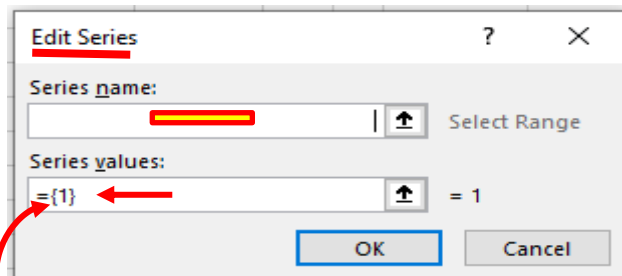 Edit Series ?
Series name:
Select Range
Series values:
={1} = 1
OK Cancel